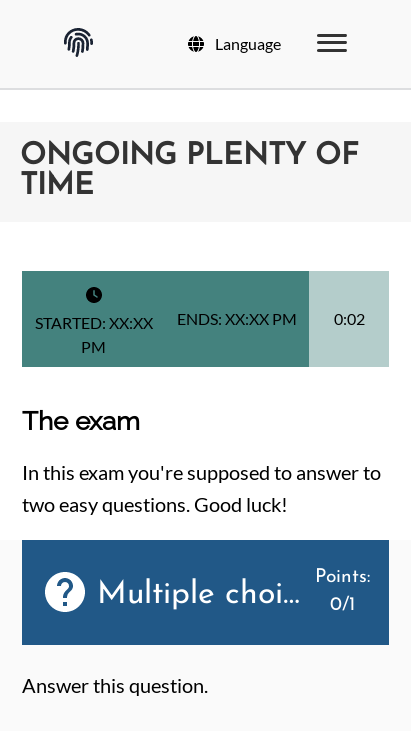 Language
ONGOING PLENTY OF
TIME
STARTED: XX:XX
PM
ENDS: XX:XX PM
0:02
The exam
In this exam you're supposed to answer to
two easy questions. Good luck!
Multiple choi...
Points:
0/1
Answer this question.